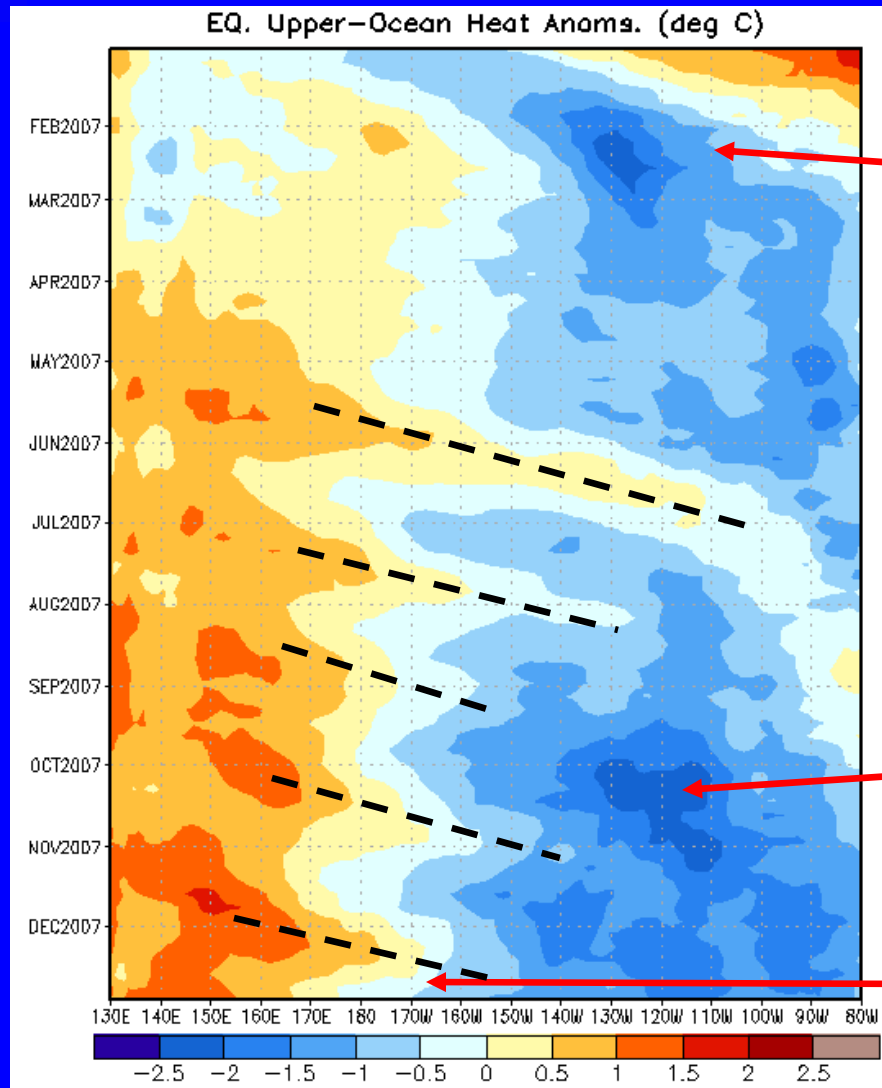 EQ. Upper-Ocean Heat Anoms. (deg C)
FEB2007
MAR2007
APR2007
MAY2007
JUN2007
JUL2007
AUG2007
SEP2007
OCT2007
NOV2007
DEC2007
130E 140E 150E 160E 170E 180 170W 160W 150W 140W 130W 120W 110W 100W 90W 80W
-2.5 -2 -1.5 -1 -0.5 0 0.5 1 1.5 2 2.5